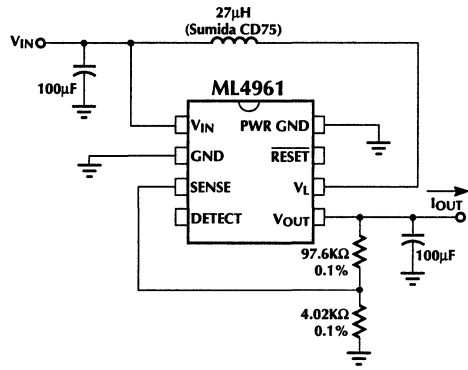 27µH
(Sumida CD75)
VIN
100µF
ML4961
VIN
PWR GND
GND
RESET
SENSE
VL
DETECT
VOUT
IOUT
97.6KΩ
0.1%
100µF
4.02KΩ
0.1%